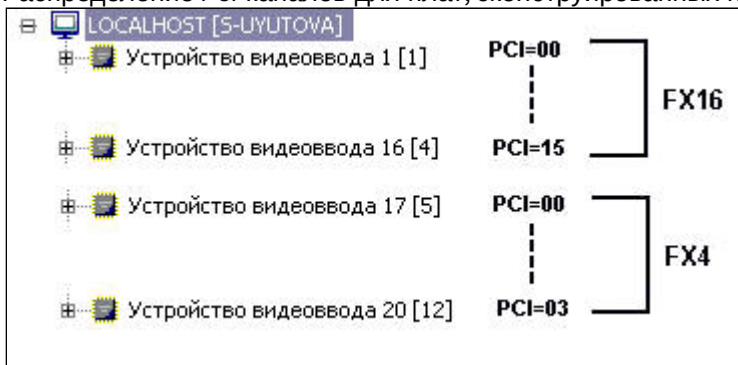 LOCALHOST [S-UYUTOVA]
Устройство видеоввода 1 [1] PCI=00
FX16
Устройство видеоввода 16 [4] PCI=15
Устройство видеоввода 17 [5] PCI=00
FX4
Устройство видеоввода 20 [12] PCI=03